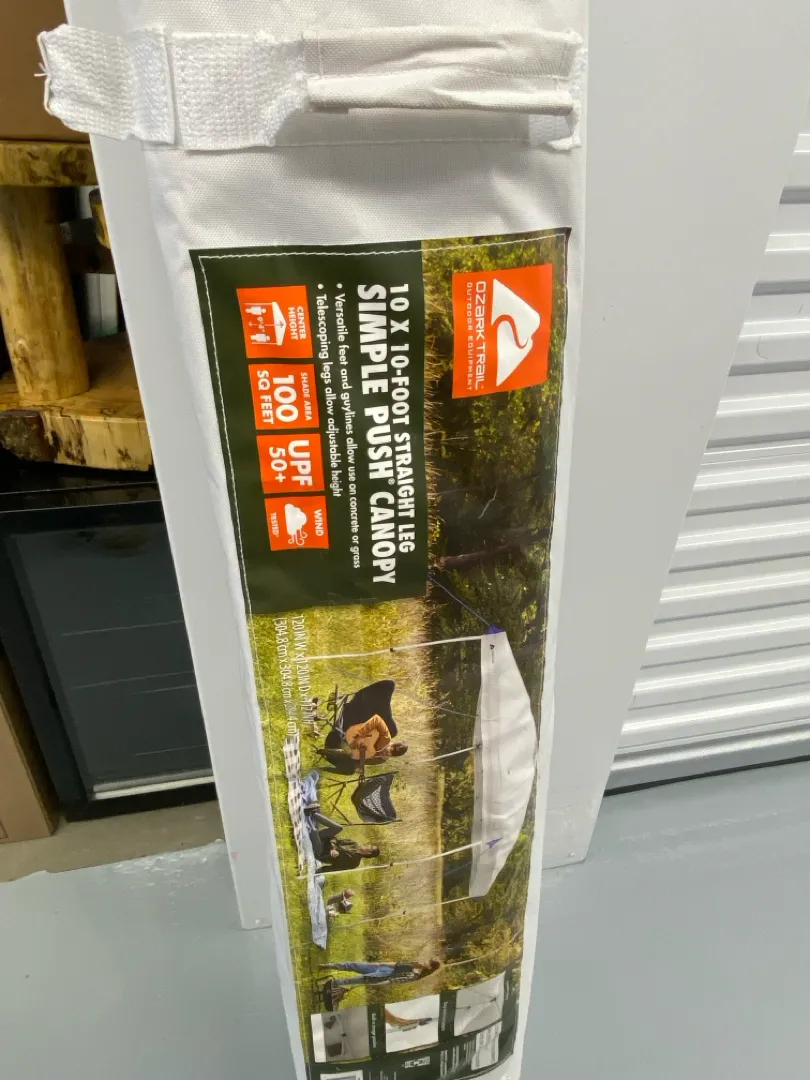 OZARK TRAIL
OUTDOOR EQUIPMENT
10 X 10-FOOT STRAIGHT LEG
SIMPLE PUSH® CANOPY
• Versatile feet and guylines allow use on concrete or grass
• Telescoping legs allow adjustable height
CENTER
HEIGHT
SHADE AREA
100
SQ FEET
UPF
50+
WIND
TESTED*